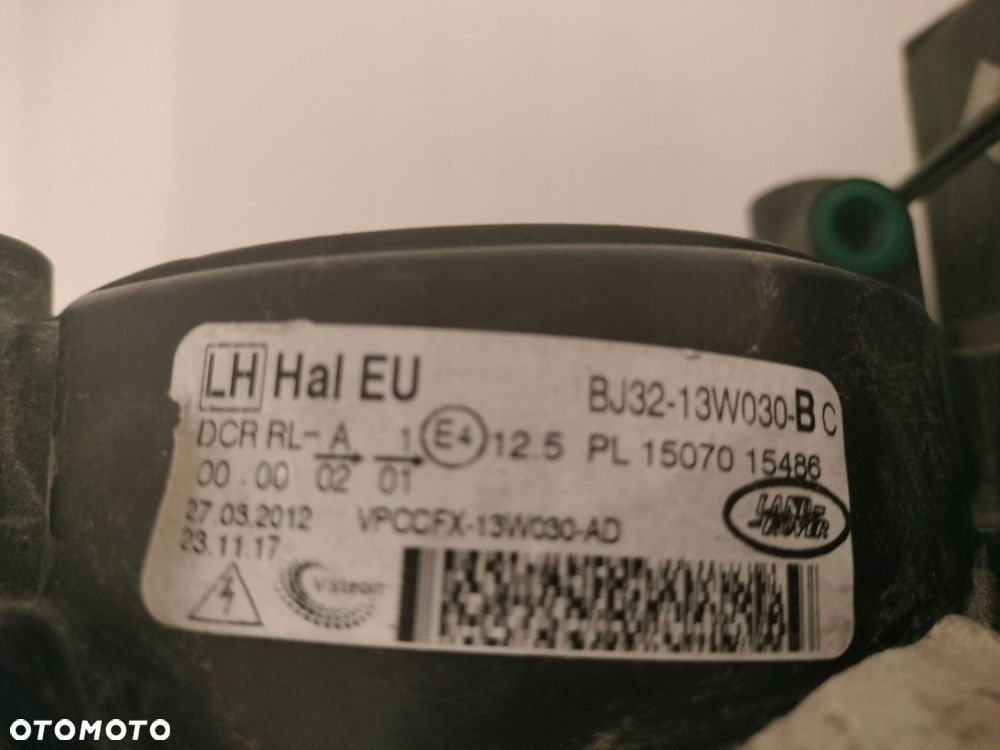 LH Hal EU BJ32-13W030-B C
DCR RL- A 1 E4 12.5 PL 15070 15486
00 00 02 01
27.03.2012 VPCCFX-13W030-AD
23.11.17
Visteon
LAND-
-ROVER
OTOMOTO